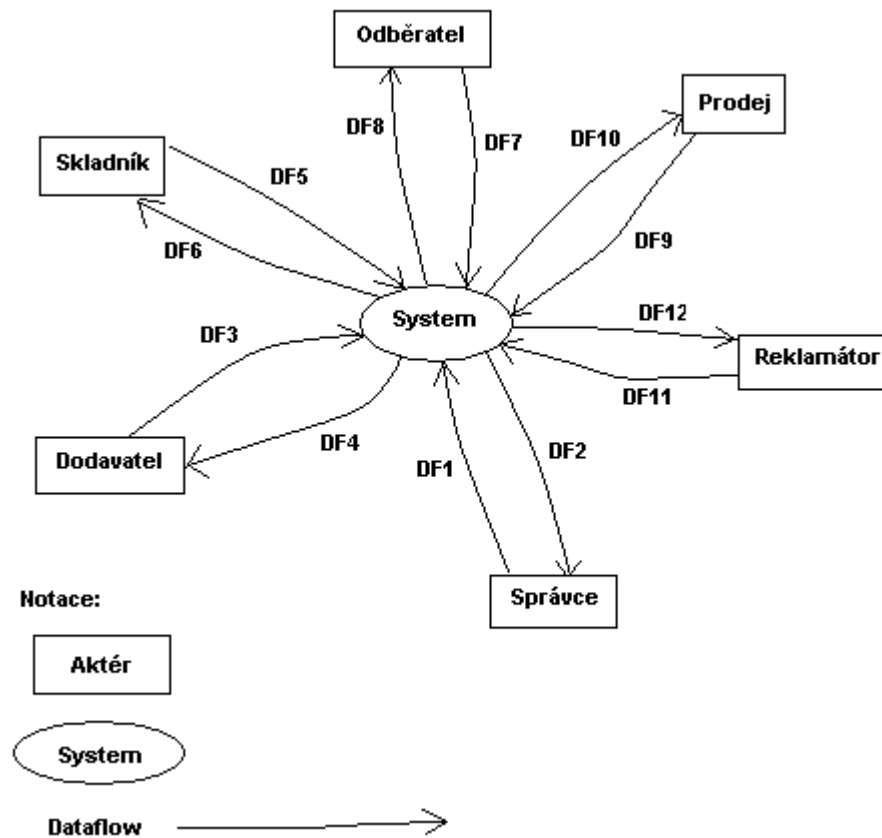 Odběratel
Prodej
DF8
DF7
DF10
Skladník
DF5
DF6
DF9
System
DF12
DF3
Reklamátor
DF11
DF4
DF2
Dodavatel
DF1
Správce
Notace:
Aktér
System
Dataflow